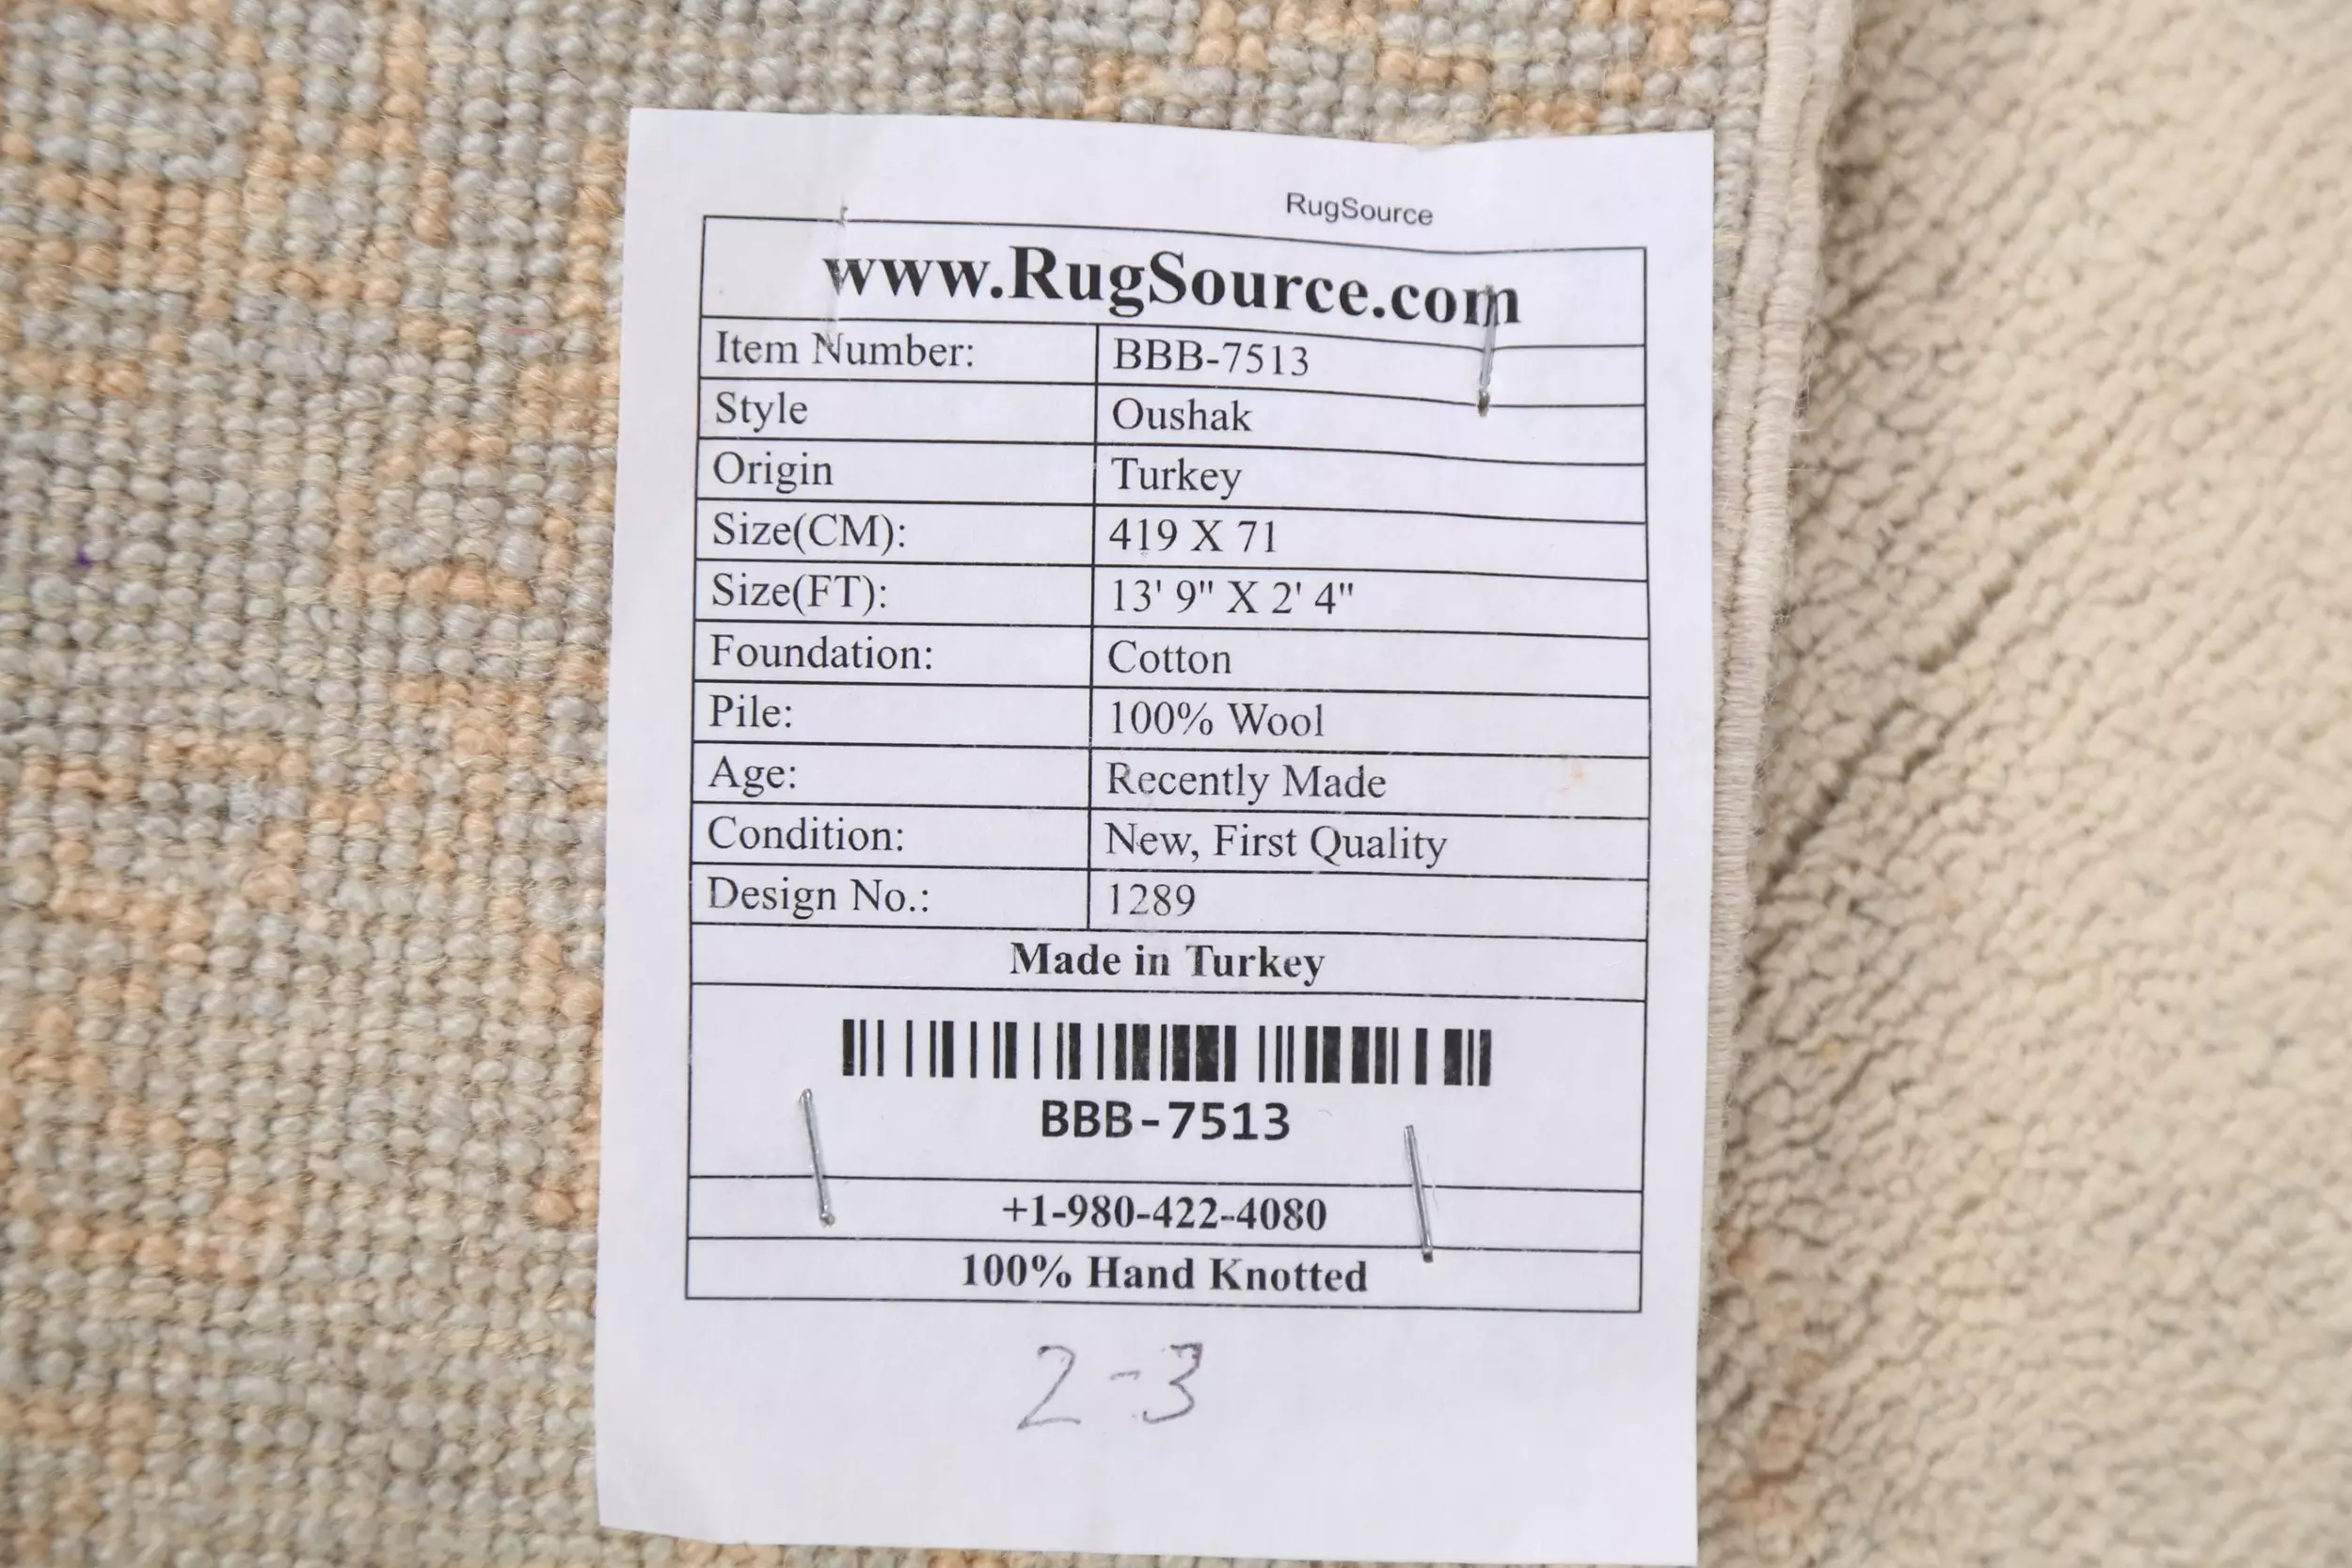 RugSource
www.RugSource.com
Item Number: BBB-7513
Style Oushak
Origin Turkey
Size(CM): 419 X 71
Size(FT): 13' 9" X 2' 4"
Foundation: Cotton
Pile: 100% Wool
Age: Recently Made
Condition: New, First Quality
Design No.: 1289
Made in Turkey
BBB-7513
+1-980-422-4080
100% Hand Knotted
2-3